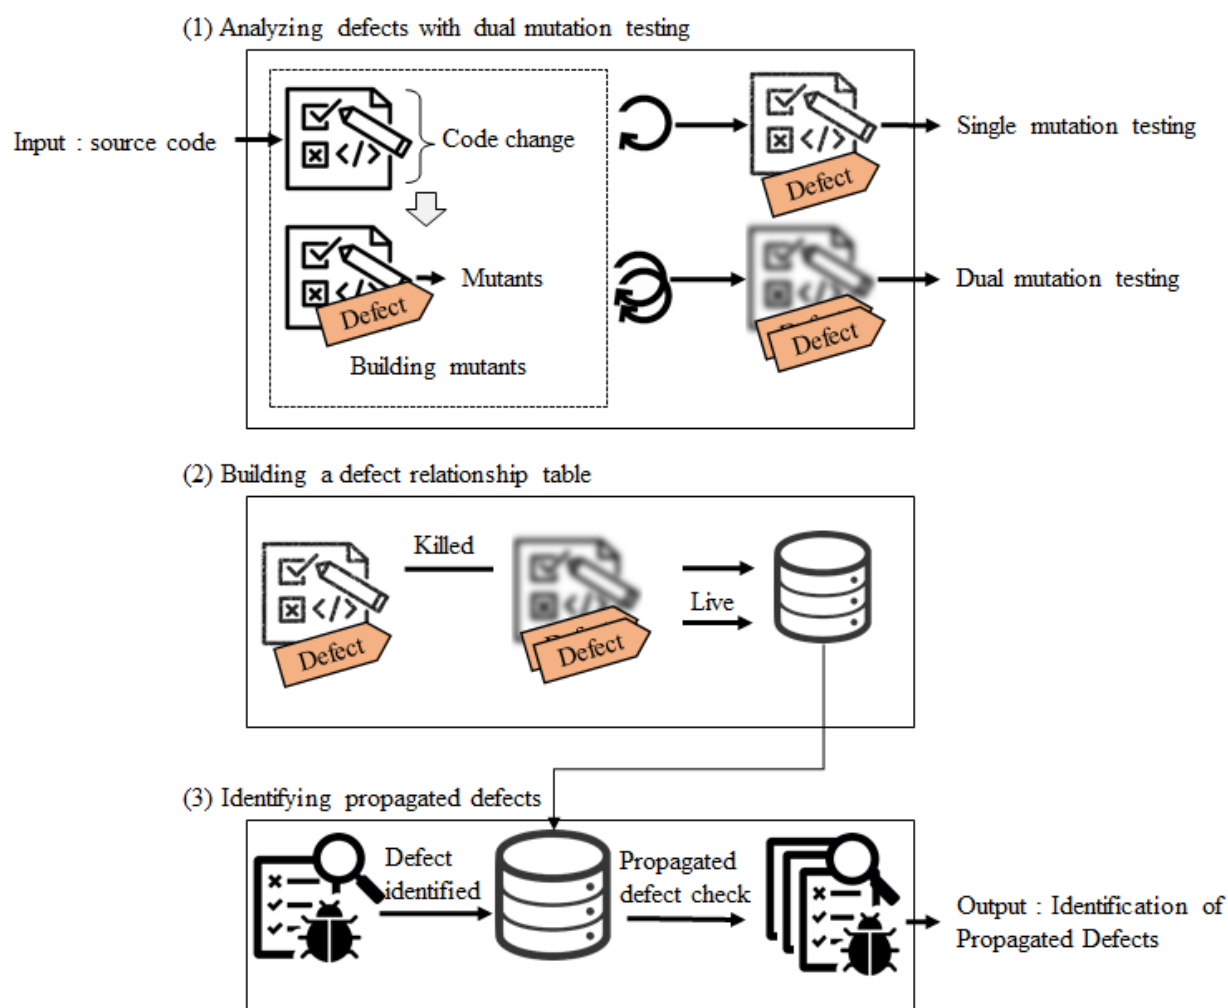 (1) Analyzing defects with dual mutation testing
Input : source code
Code change
Defect
Single mutation testing
Mutants
Defect
Building mutants
Defect
Defect
Dual mutation testing
(2) Building a defect relationship table
Killed
Live
Defect
Defect
Defect
(3) Identifying propagated defects
Defect
identified
Propagated
defect check
Output : Identification of
Propagated Defects